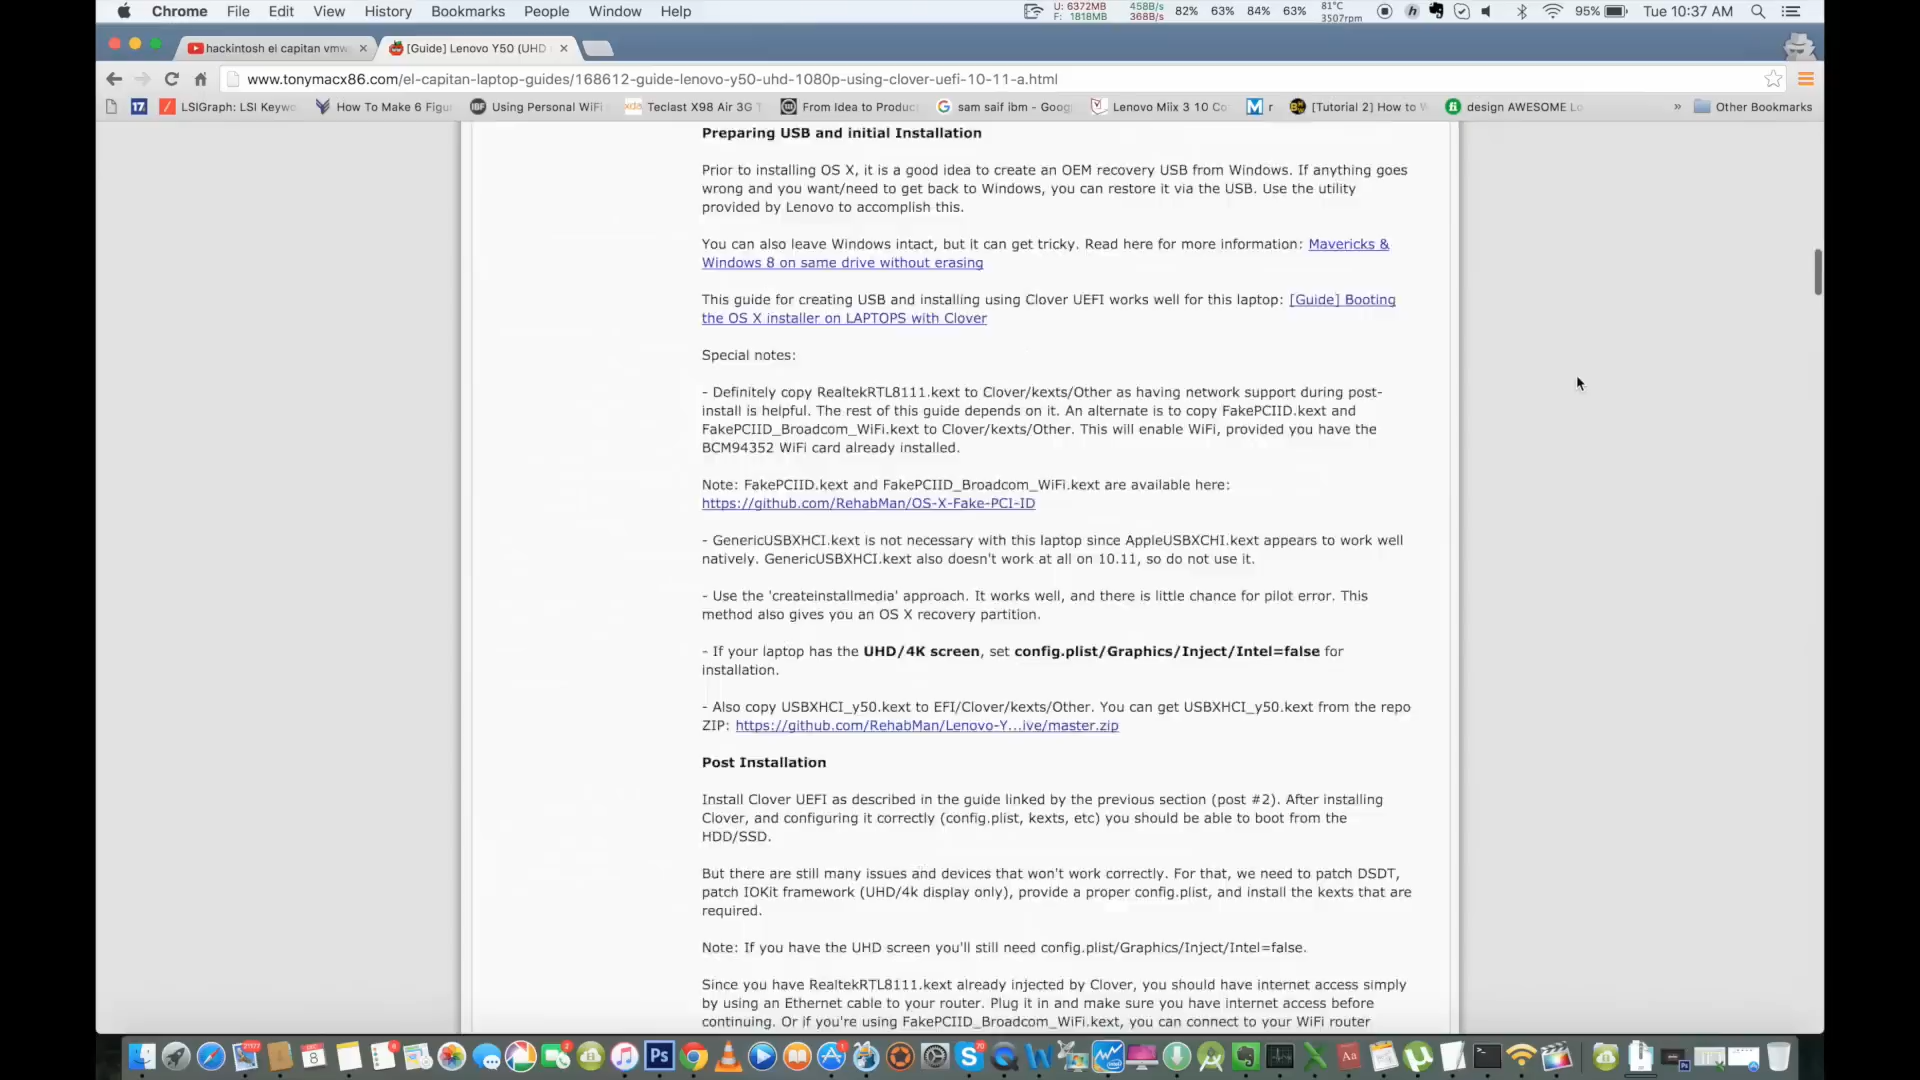 Chrome File Edit View History Bookmarks People Window Help U: 6372MB 458B/s 82% 63% 84% 63% 81°C 95% Tue 10:37 AM
F: 1818MB 368B/s 3507rpm
hackintosh el capitan vmw [Guide] Lenovo Y50 (UHD
www.tonymacx86.com/el-capitan-laptop-guides/168612-guide-lenovo-y50-uhd-1080p-using-clover-uefi-10-11-a.html
17 LSIGraph: LSI Keywo How To Make 6 Figur Using Personal WiFi Teclast X98 Air 3G From Idea to Produc sam saif ibm - Goog Lenovo Miix 3 10 Co r [Tutorial 2] How to design AWESOME Lo » Other Bookmarks
Preparing USB and initial Installation
Prior to installing OS X, it is a good idea to create an OEM recovery USB from Windows. If anything goes
wrong and you want/need to get back to Windows, you can restore it via the USB. Use the utility
provided by Lenovo to accomplish this.
You can also leave Windows intact, but it can get tricky. Read here for more information: Mavericks &
Windows 8 on same drive without erasing
This guide for creating USB and installing using Clover UEFI works well for this laptop: [Guide] Booting
the OS X installer on LAPTOPS with Clover
Special notes:
- Definitely copy RealtekRTL8111.kext to Clover/kexts/Other as having network support during post-
install is helpful. The rest of this guide depends on it. An alternate is to copy FakePCIID.kext and
FakePCIID_Broadcom_WiFi.kext to Clover/kexts/Other. This will enable WiFi, provided you have the
BCM94352 WiFi card already installed.
Note: FakePCIID.kext and FakePCIID_Broadcom_WiFi.kext are available here:
https://github.com/RehabMan/OS-X-Fake-PCI-ID
- GenericUSBXHCI.kext is not necessary with this laptop since AppleUSBXCHI.kext appears to work well
natively. GenericUSBXHCI.kext also doesn't work at all on 10.11, so do not use it.
- Use the 'createinstallmedia' approach. It works well, and there is little chance for pilot error. This
method also gives you an OS X recovery partition.
- If your laptop has the UHD/4K screen, set config.plist/Graphics/Inject/Intel=false for
installation.
- Also copy USBXHCI_y50.kext to EFI/Clover/kexts/Other. You can get USBXHCI_y50.kext from the repo
ZIP: https://github.com/RehabMan/Lenovo-Y...ive/master.zip
Post Installation
Install Clover UEFI as described in the guide linked by the previous section (post #2). After installing
Clover, and configuring it correctly (config.plist, kexts, etc) you should be able to boot from the
HDD/SSD.
But there are still many issues and devices that won't work correctly. For that, we need to patch DSDT,
patch IOKit framework (UHD/4k display only), provide a proper config.plist, and install the kexts that are
required.
Note: If you have the UHD screen you'll still need config.plist/Graphics/Inject/Intel=false.
Since you have RealtekRTL8111.kext already injected by Clover, you should have internet access simply
by using an Ethernet cable to your router. Plug it in and make sure you have internet access before
continuing. Or if you're using FakePCIID_Broadcom_WiFi.kext, you can connect to your WiFi router